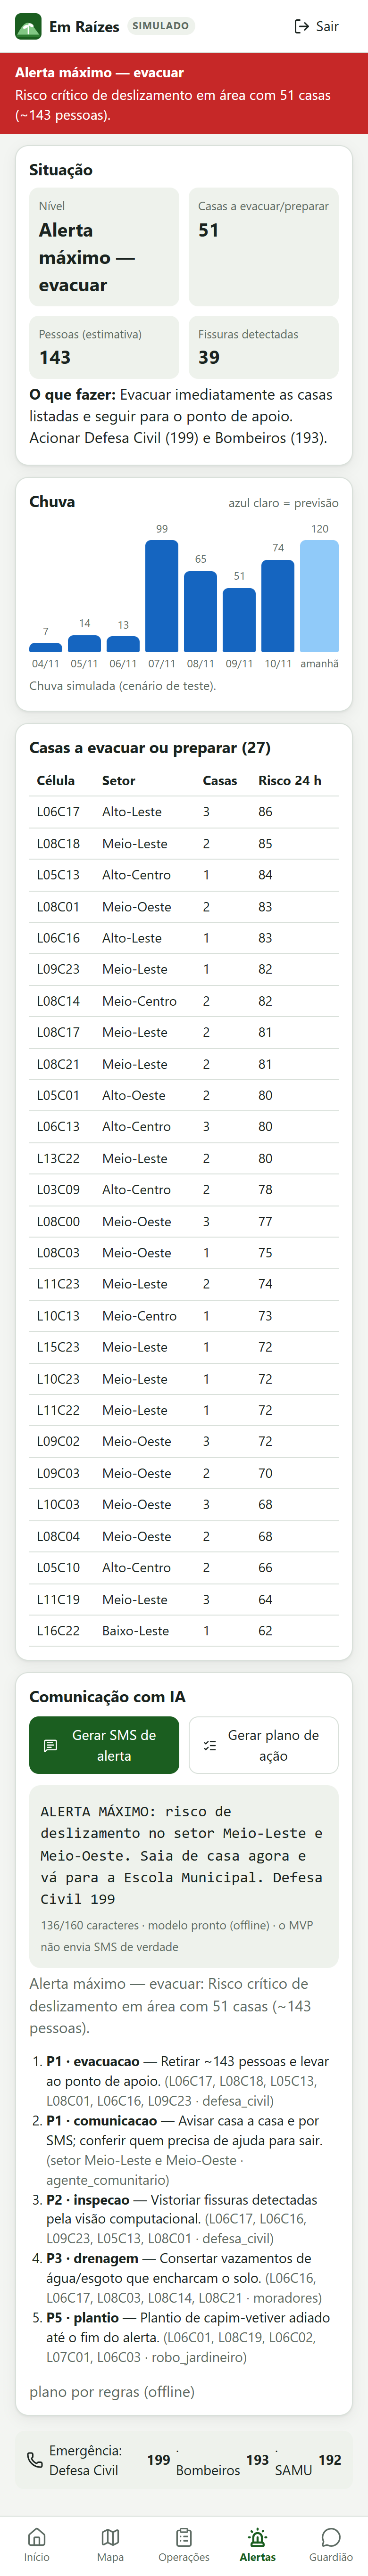 Em Raízes SIMULADO Sair
Alerta máximo — evacuar
Risco crítico de deslizamento em área com 51 casas
(~143 pessoas).
Situação
Nível
Alerta
máximo —
evacuar
Casas a evacuar/preparar
51
Pessoas (estimativa)
143
Fissuras detectadas
39
O que fazer: Evacuar imediatamente as casas
listadas e seguir para o ponto de apoio.
Acionar Defesa Civil (199) e Bombeiros (193).
Chuva azul claro = previsão
7 14 13 99 65 51 74 120
04/11 05/11 06/11 07/11 08/11 09/11 10/11 amanhã
Chuva simulada (cenário de teste).
Casas a evacuar ou preparar (27)
Célula Setor Casas Risco 24 h
L06C17 Alto-Leste 3 86
L08C18 Meio-Leste 2 85
L05C13 Alto-Centro 1 84
L08C01 Meio-Oeste 2 83
L06C16 Alto-Leste 1 83
L09C23 Meio-Leste 1 82
L08C14 Meio-Centro 2 82
L08C17 Meio-Leste 2 81
L08C21 Meio-Leste 2 81
L05C01 Alto-Oeste 2 80
L06C13 Alto-Centro 3 80
L13C22 Meio-Leste 2 80
L03C09 Alto-Centro 2 78
L08C00 Meio-Oeste 3 77
L08C03 Meio-Oeste 1 75
L11C23 Meio-Leste 2 74
L10C13 Meio-Centro 1 73
L15C23 Meio-Leste 1 72
L10C23 Meio-Leste 1 72
L11C22 Meio-Leste 1 72
L09C02 Meio-Oeste 3 72
L09C03 Meio-Oeste 2 70
L10C03 Meio-Oeste 3 68
L08C04 Meio-Oeste 2 68
L05C10 Alto-Centro 2 66
L11C19 Meio-Leste 3 64
L16C22 Baixo-Leste 1 62
Comunicação com IA
Gerar SMS de
alerta
Gerar plano de
ação
ALERTA MÁXIMO: risco de
deslizamento no setor Meio-Leste e
Meio-Oeste. Saia de casa agora e
vá para a Escola Municipal. Defesa
Civil 199
136/160 caracteres · modelo pronto (offline) · o MVP
não envia SMS de verdade
Alerta máximo — evacuar: Risco crítico de
deslizamento em área com 51 casas (~143
pessoas).
1. P1 · evacuacao — Retirar ~143 pessoas e levar
ao ponto de apoio. (L06C17, L08C18, L05C13,
L08C01, L06C16, L09C23 · defesa_civil)
2. P1 · comunicacao — Avisar casa a casa e por
SMS; conferir quem precisa de ajuda para sair.
(setor Meio-Leste e Meio-Oeste ·
agente_comunitario)
3. P2 · inspecao — Vistoriar fissuras detectadas
pela visão computacional. (L06C17, L06C16,
L09C23, L05C13, L08C01 · defesa_civil)
4. P3 · drenagem — Consertar vazamentos de
água/esgoto que encharcam o solo. (L06C16,
L06C17, L08C03, L08C14, L08C21 · moradores)
5. P5 · plantio — Plantio de capim-vetiver adiado
até o fim do alerta. (L06C01, L08C19, L06C02,
L07C01, L06C03 · robo_jardineiro)
plano por regras (offline)
Emergência:
Defesa Civil
199
·
Bombeiros
193
·
SAMU
192
Início Mapa Operações Alertas Guardião